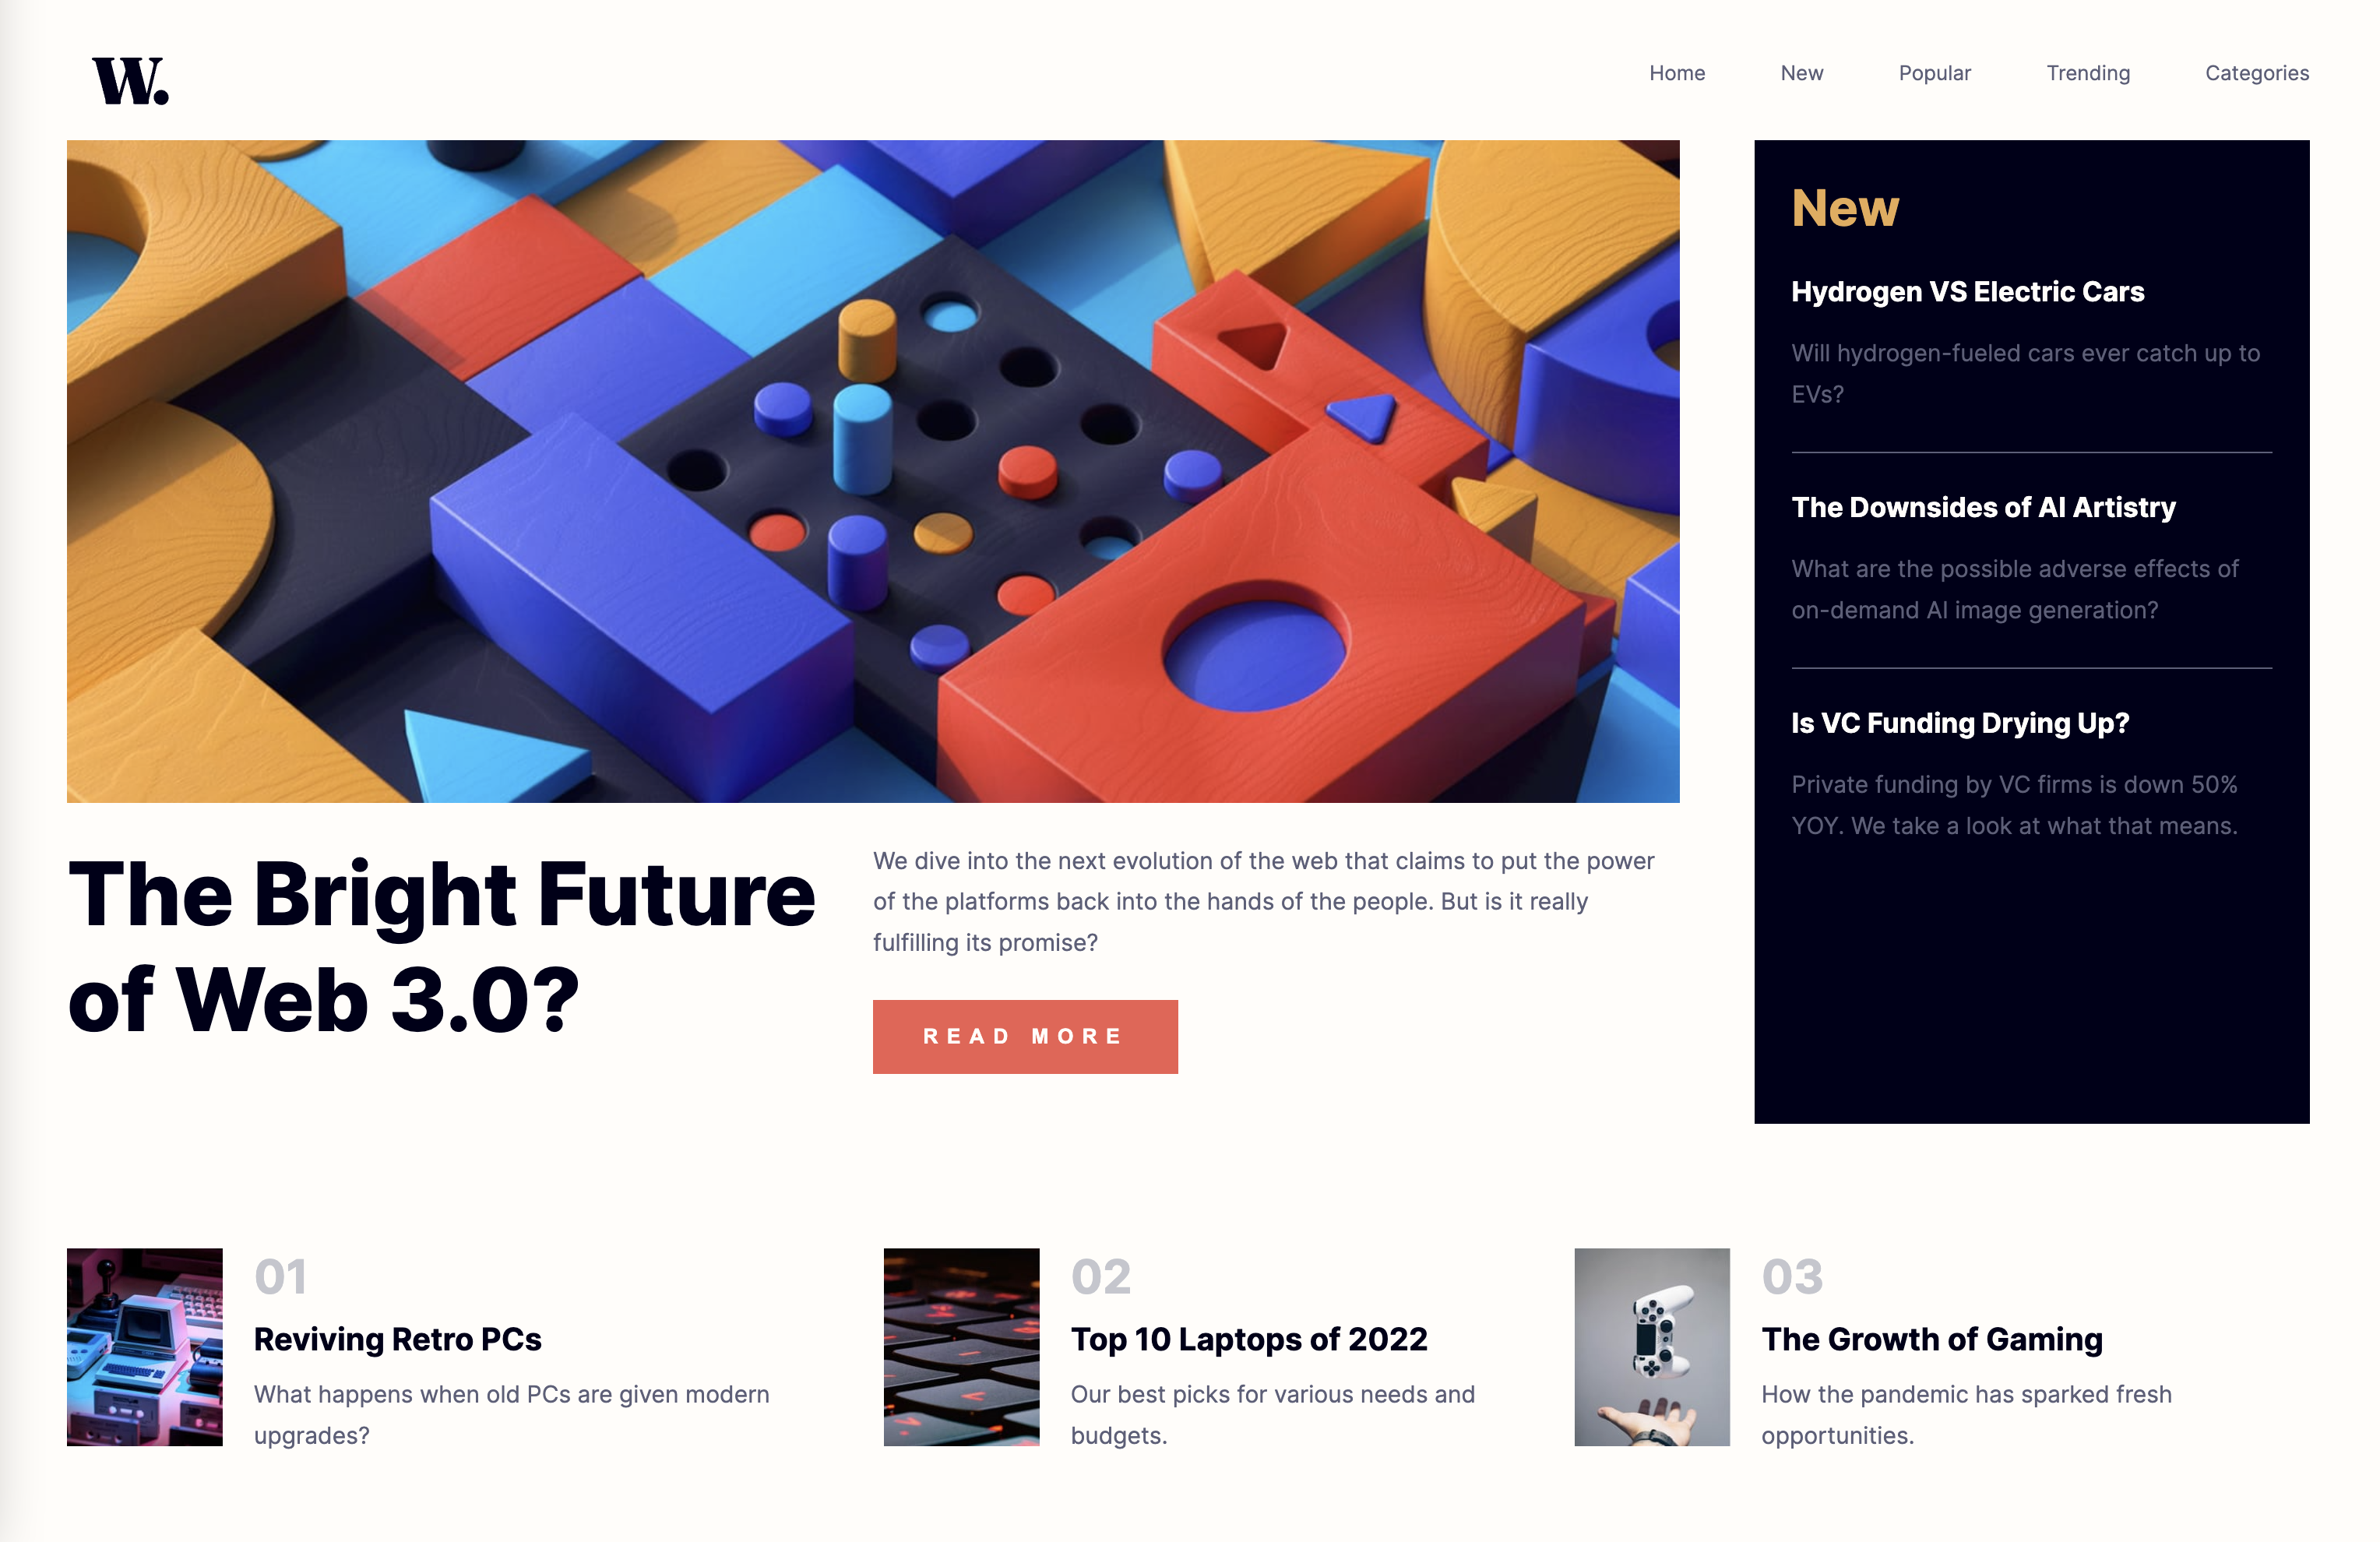 W.
Home New Popular Trending Categories
New
Hydrogen VS Electric Cars
Will hydrogen-fueled cars ever catch up to
EVs?
The Downsides of AI Artistry
What are the possible adverse effects of
on-demand AI image generation?
Is VC Funding Drying Up?
Private funding by VC firms is down 50%
YOY. We take a look at what that means.
The Bright Future
of Web 3.0?
We dive into the next evolution of the web that claims to put the power
of the platforms back into the hands of the people. But is it really
fulfilling its promise?
READ MORE
01
Reviving Retro PCs
What happens when old PCs are given modern
upgrades?
02
Top 10 Laptops of 2022
Our best picks for various needs and
budgets.
03
The Growth of Gaming
How the pandemic has sparked fresh
opportunities.